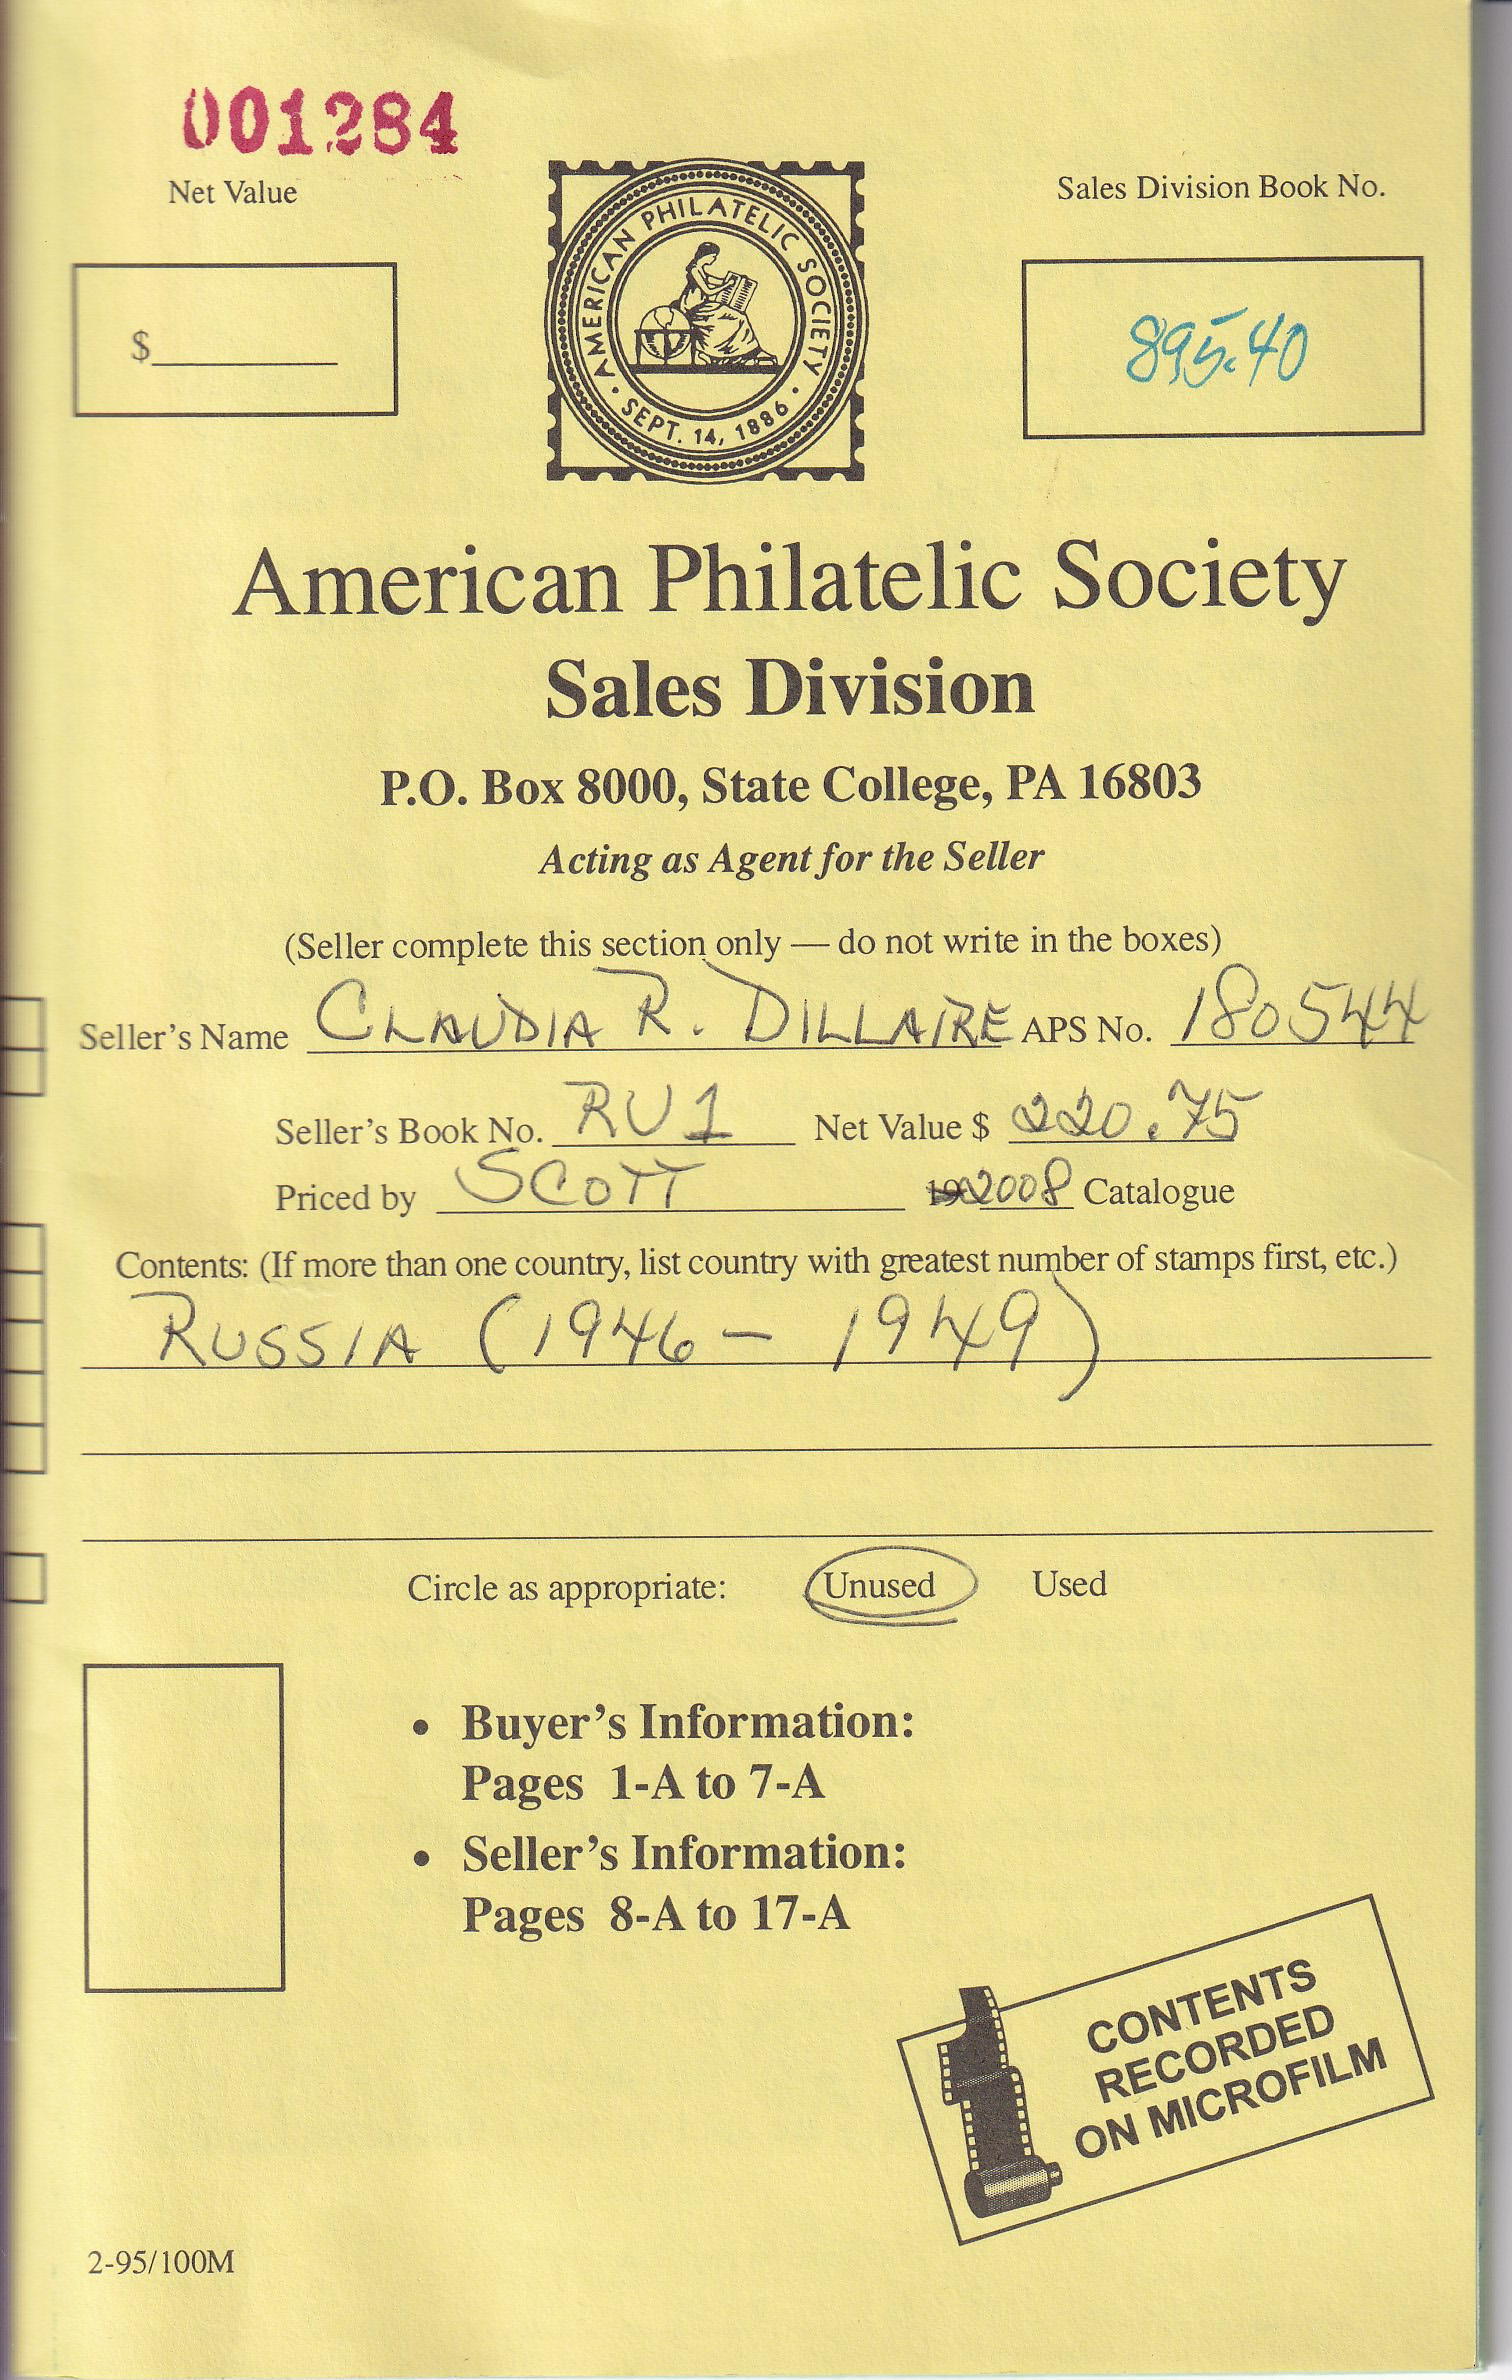 001284
Net Value
Sales Division Book No.
$
895.40
AMERICAN PHILATELIC SOCIETY
· SEPT. 14, 1886 ·
American Philatelic Society
Sales Division
P.O. Box 8000, State College, PA 16803
Acting as Agent for the Seller
(Seller complete this section only — do not write in the boxes)
Seller's Name CLAUDIA R. DILLAIRE APS No. 180544
Seller's Book No. RU1 Net Value $ 220.75
Priced by SCOTT 19 2008 Catalogue
Contents: (If more than one country, list country with greatest number of stamps first, etc.)
RUSSIA (1946 - 1949)
Circle as appropriate: Unused Used
• Buyer's Information:
Pages 1-A to 7-A
• Seller's Information:
Pages 8-A to 17-A
CONTENTS
RECORDED
ON MICROFILM
2-95/100M